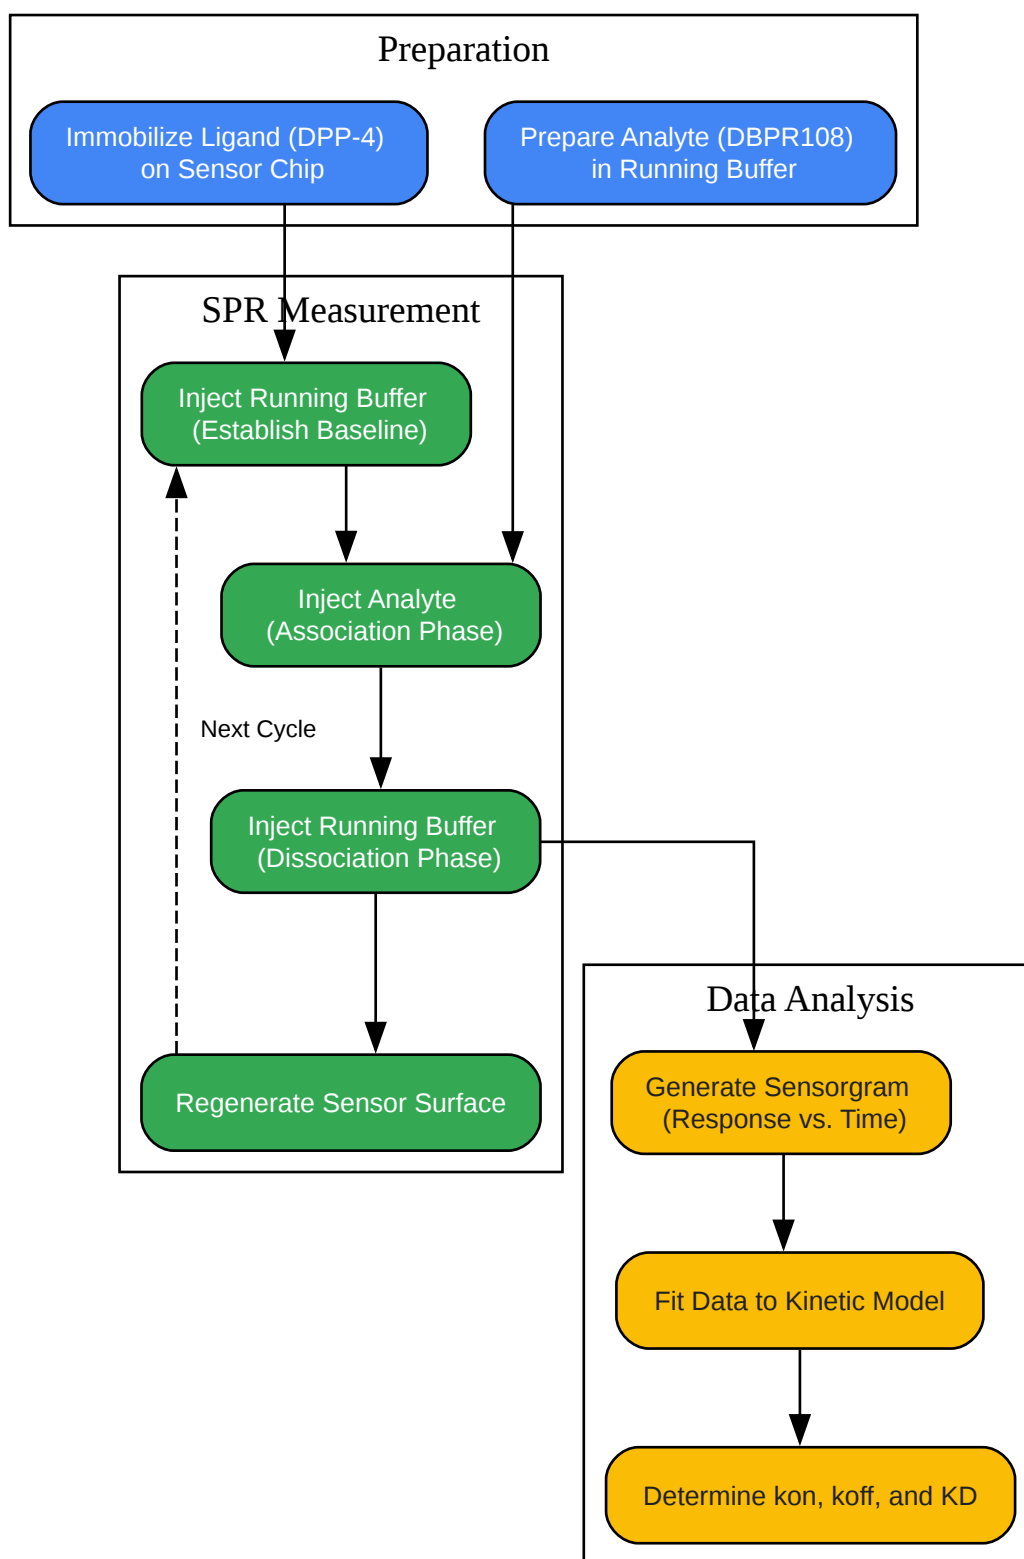 Preparation
Immobilize Ligand (DPP-4)
on Sensor Chip
Prepare Analyte (DBPR108)
in Running Buffer
SPR Measurement
Inject Running Buffer
(Establish Baseline)
Inject Analyte
(Association Phase)
Next Cycle
Inject Running Buffer
(Dissociation Phase)
Regenerate Sensor Surface
Data Analysis
Generate Sensorgram
(Response vs. Time)
Fit Data to Kinetic Model
Determine kon, koff, and KD